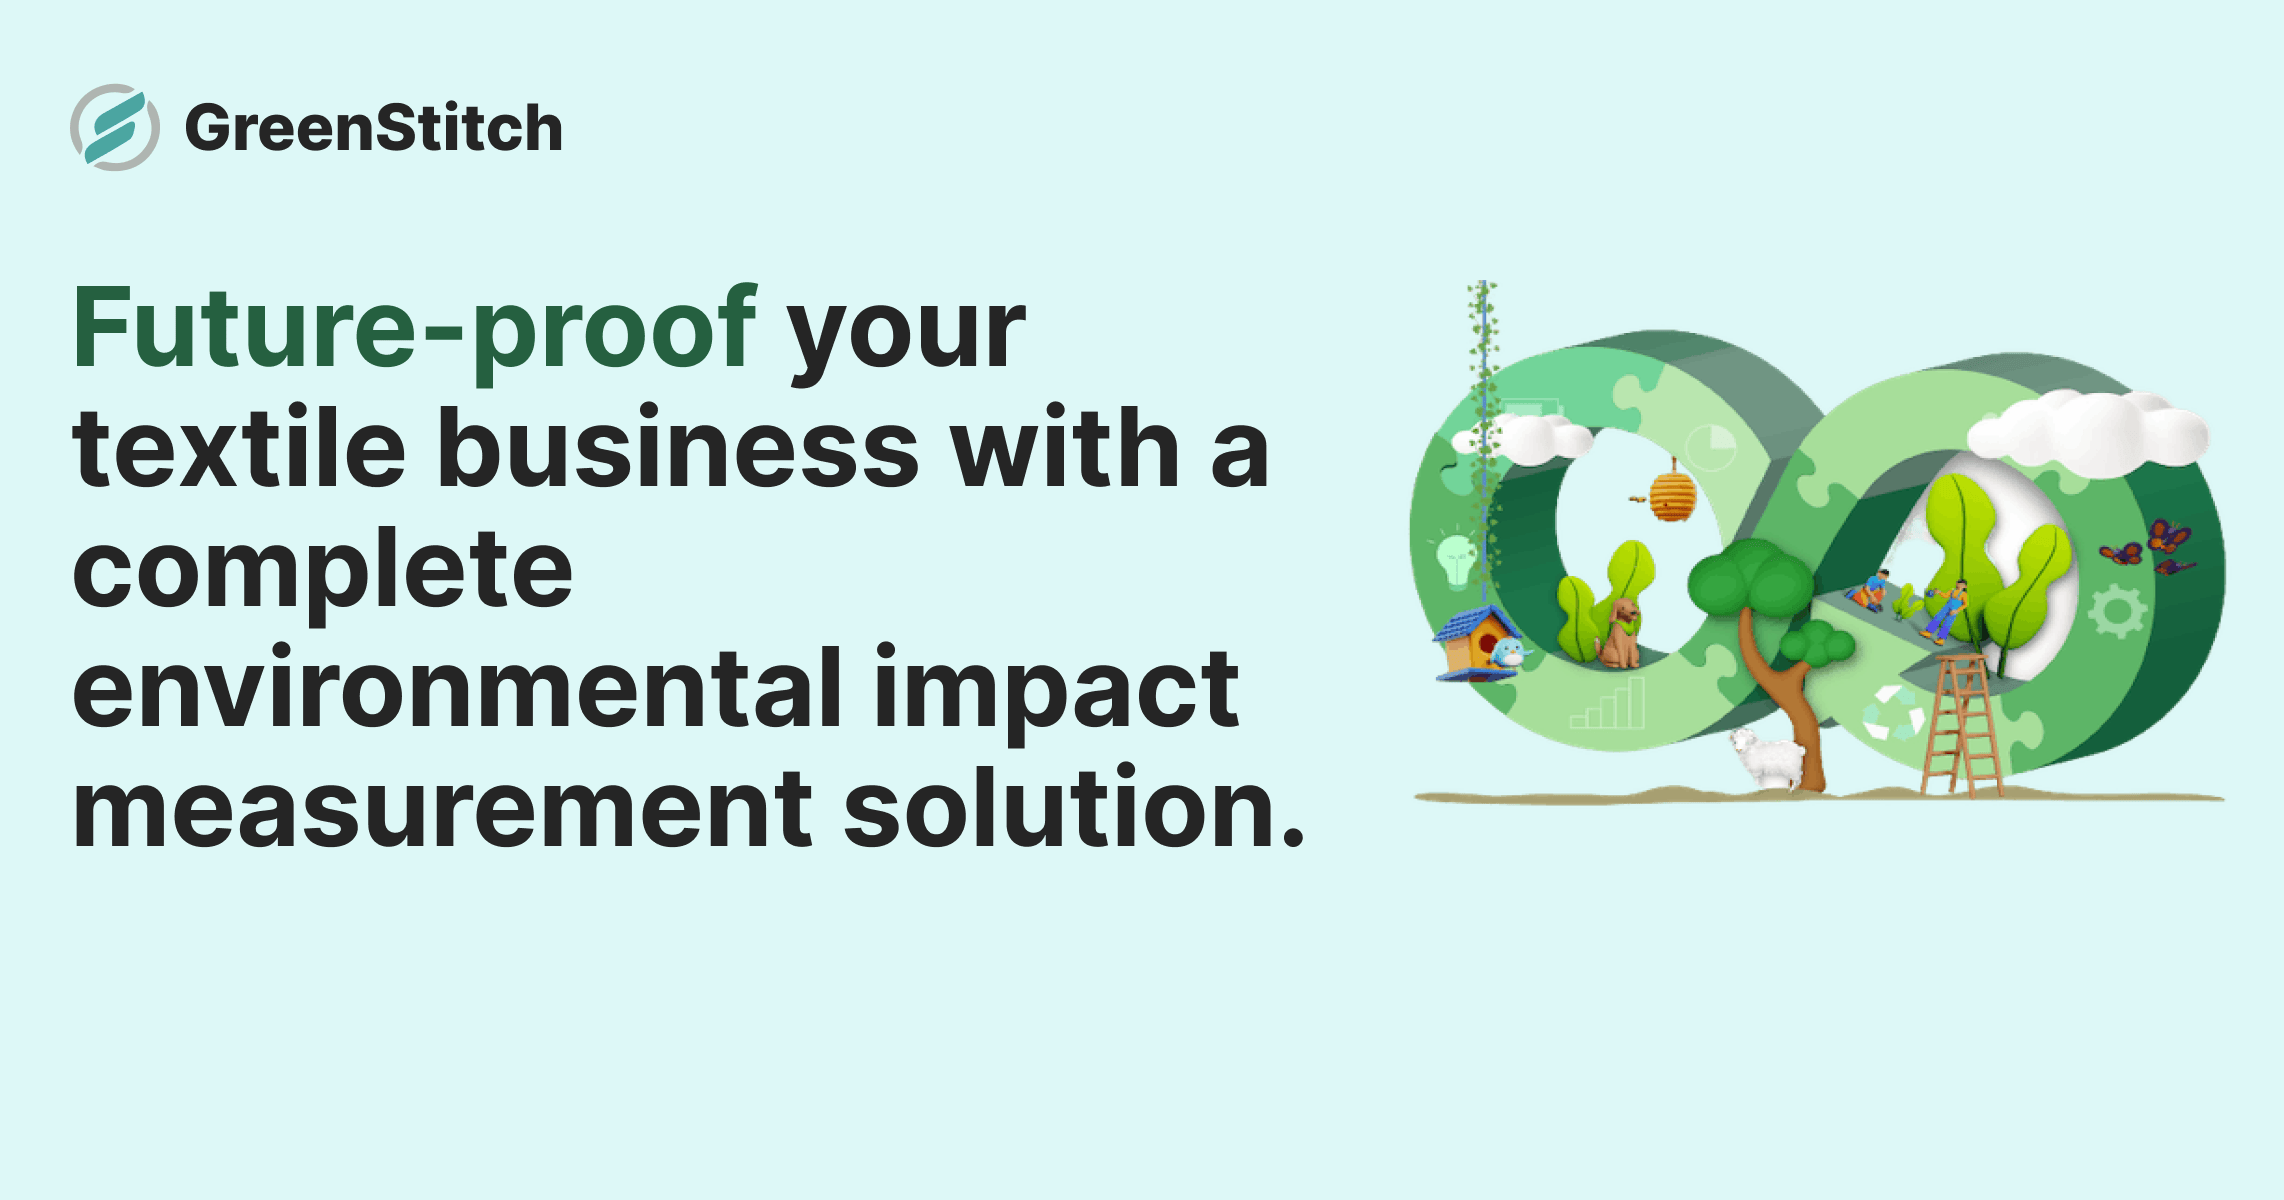 GreenStitch
Future-proof your
textile business with a
complete
environmental impact
measurement solution.